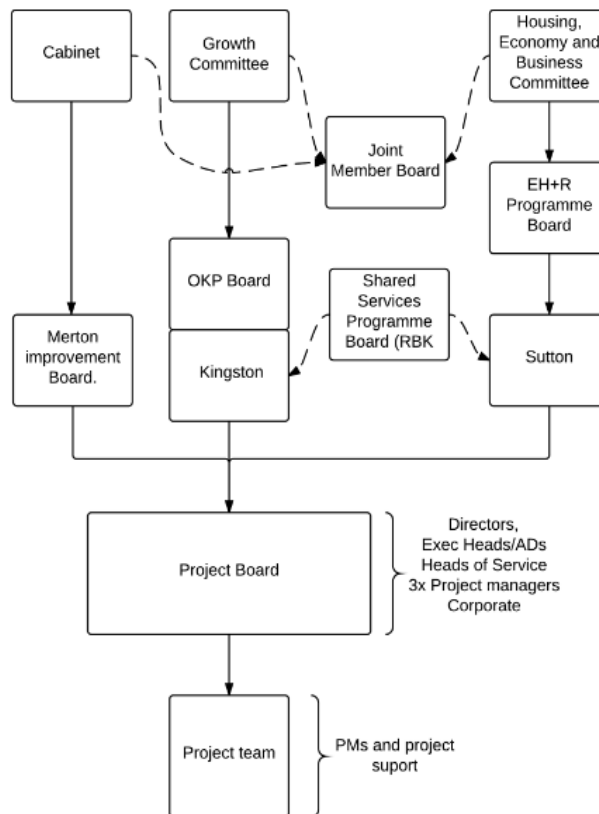 Cabinet
Growth
Committee
Housing,
Economy and
Business
Committee
Joint
Member Board
EH+R
Programme
Board
OKP Board
Shared
Services
Programme
Board (RBK
Merton
improvement
Board.
Kingston
Sutton
Project Board
Directors,
Exec Heads/ADs
Heads of Service
3x Project managers
Corporate
Project team
PMs and project
suport